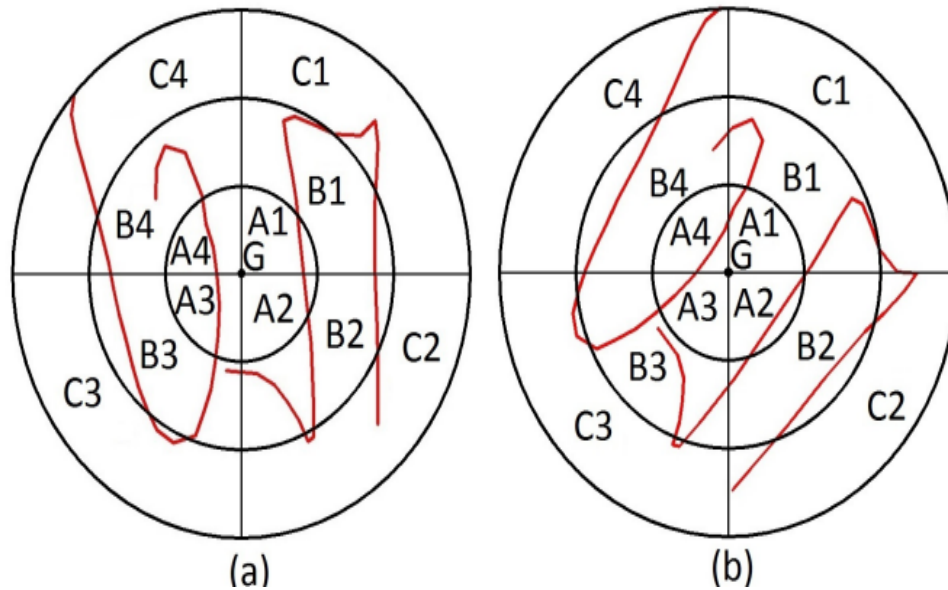 C4 C1 C4 C1
B4 B1 B4 B1
A4 A1 A4 A1
G G
A3 A2 A3 A2
B3 B2 B3 B2
C3 C2 C3 C2
(a) (b)